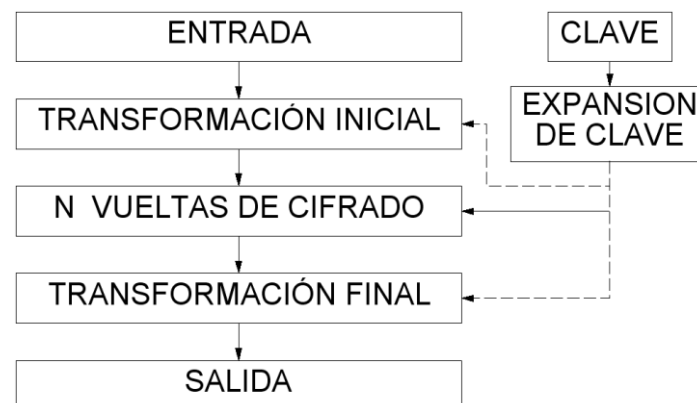 ENTRADA
CLAVE
TRANSFORMACIÓN INICIAL
EXPANSION
DE CLAVE
N VUELTAS DE CIFRADO
TRANSFORMACIÓN FINAL
SALIDA